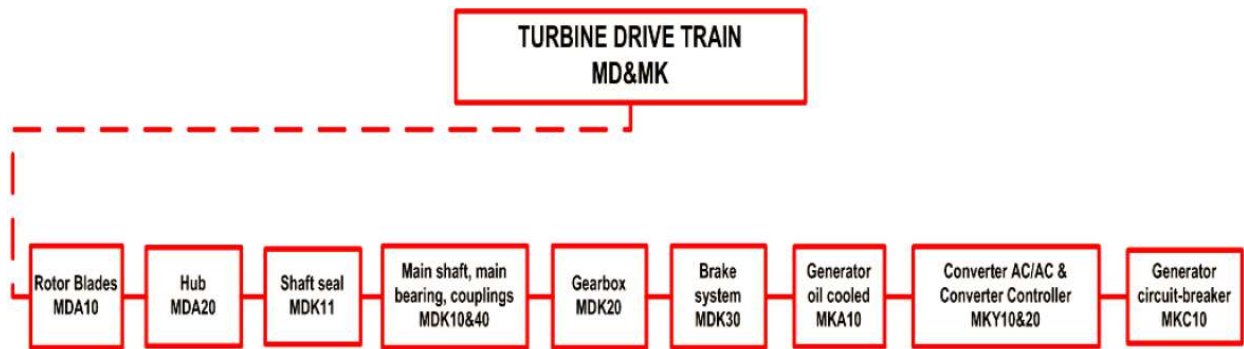 TURBINE DRIVE TRAIN
MD&MK
Rotor Blades
MDA10
Hub
MDA20
Shaft seal
MDK11
Main shaft, main
bearing, couplings
MDK10&40
Gearbox
MDK20
Brake
system
MDK30
Generator
oil cooled
MKA10
Converter AC/AC &
Converter Controller
MKY10&20
Generator
circuit-breaker
MKC10